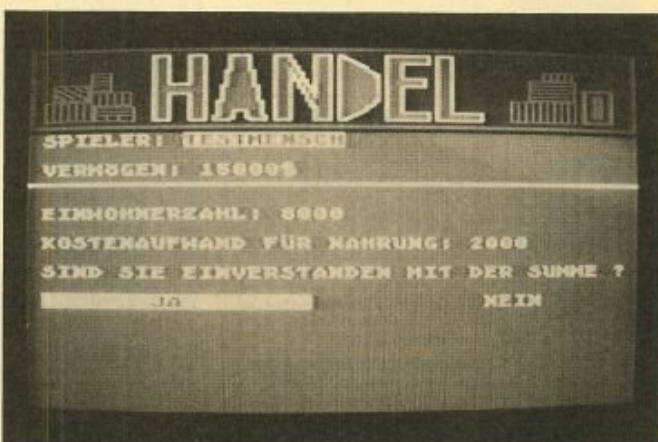 HANDEL
SPIELER:
VERMÖGEN: 15000$
EINWOHNERZAHL: 8000
KOSTENAUFWAND FÜR NAHRUNG: 2000
SIND SIE EINVERSTANDEN MIT DER SUMME ?
JA NEIN